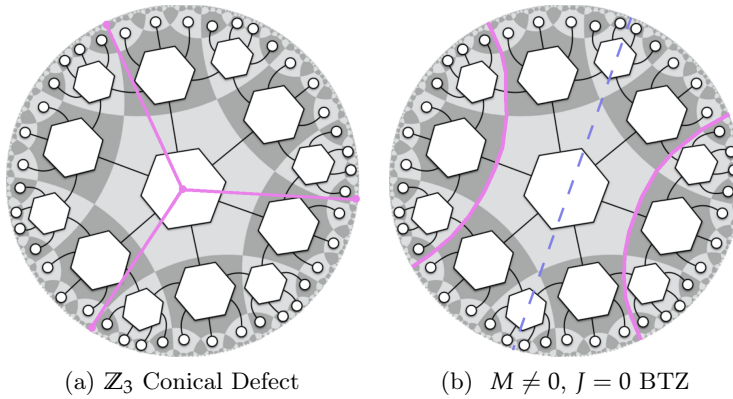 (a) ℤ₃ Conical Defect
(b) M ≠ 0, J = 0 BTZ